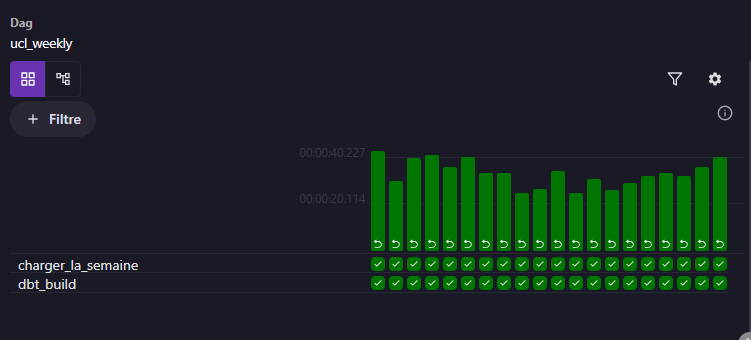 Dag
ucl_weekly
Filtre
00:00:40.227
00:00:20.114
charger_la_semaine
dbt_build